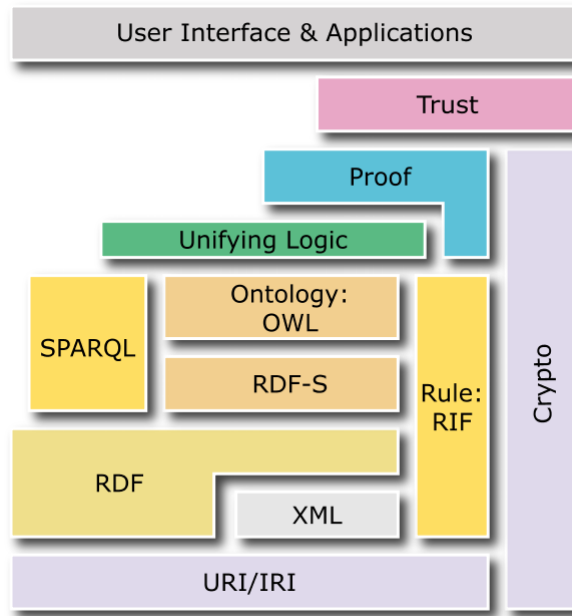 User Interface & Applications
Trust
Proof
Unifying Logic
Ontology:
OWL
SPARQL
RDF-S
Rule:
RIF
Crypto
RDF
XML
URI/IRI